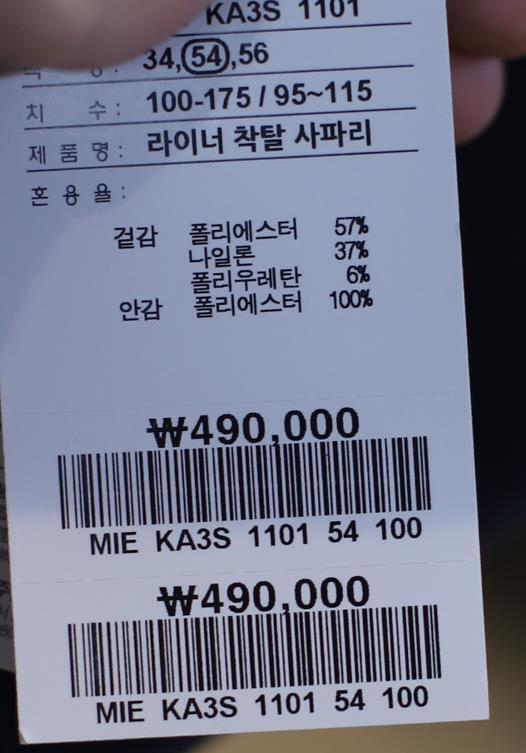 KA3S 1101
34,54,56
치 수 : 100-175 / 95~115
제 품 명 : 라이너 착탈 사파리
혼 용 율 :
겉감 폴리에스터 57%
나일론 37%
폴리우레탄 6%
안감 폴리에스터 100%
₩490,000
MIE KA3S 1101 54 100
₩490,000
MIE KA3S 1101 54 100